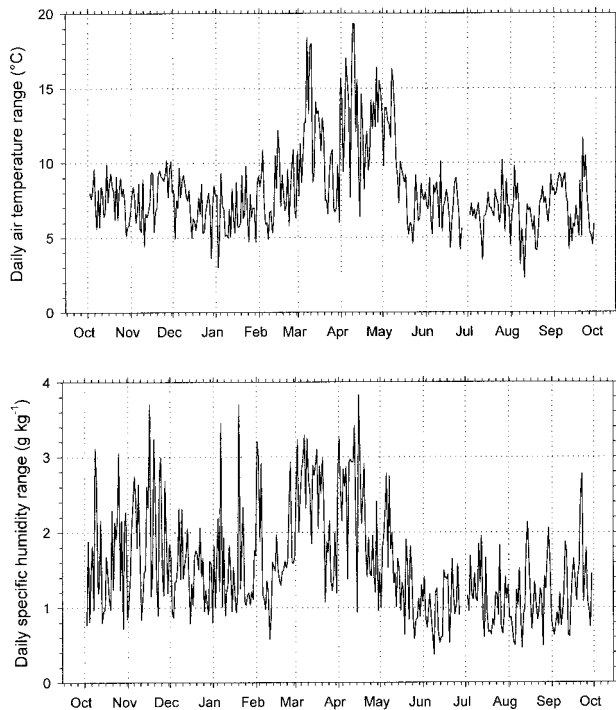 Daily air temperature range (°C)
20
15
10
5
0
Oct Nov Dec Jan Feb Mar Apr May Jun Jul Aug Sep Oct
Daily specific humidity range (g kg⁻¹)
4
3
2
1
0
Oct Nov Dec Jan Feb Mar Apr May Jun Jul Aug Sep Oct